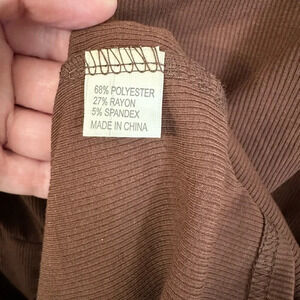 68% POLYESTER
27% RAYON
5% SPANDEX
MADE IN CHINA